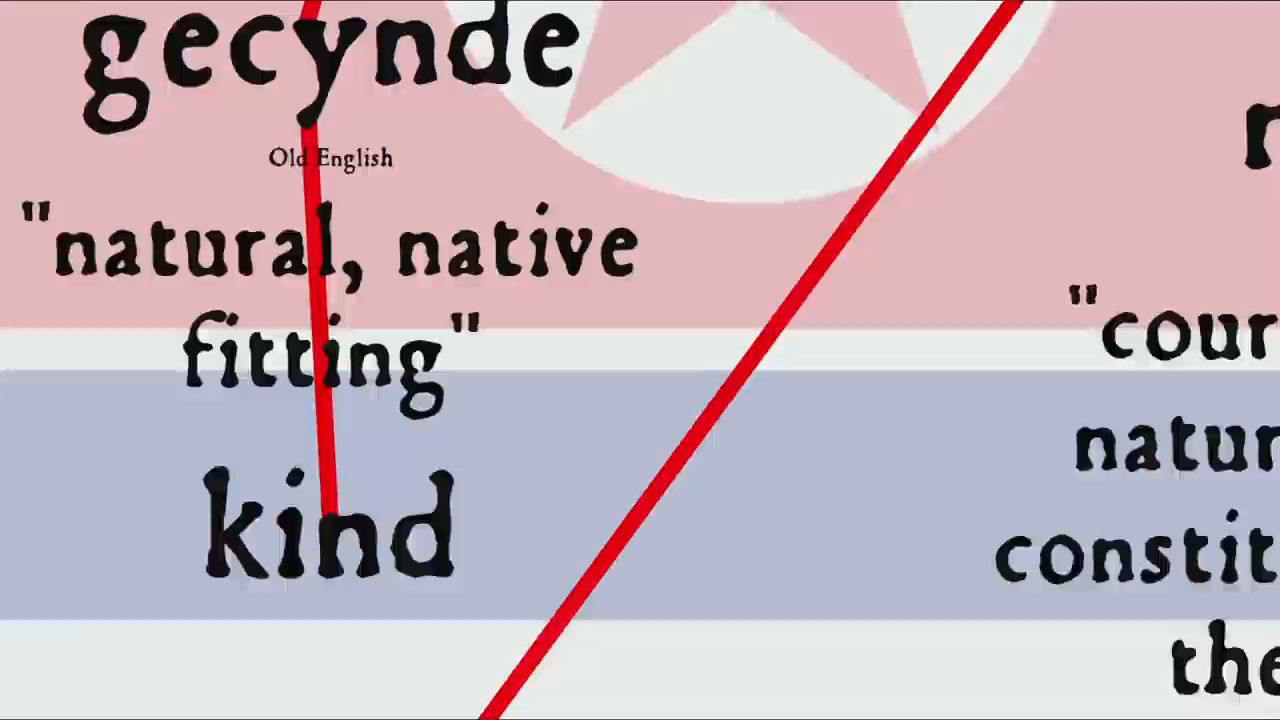 gecynde
Old English
"natural, native
fitting"
kind
"cour
natur
constit
the